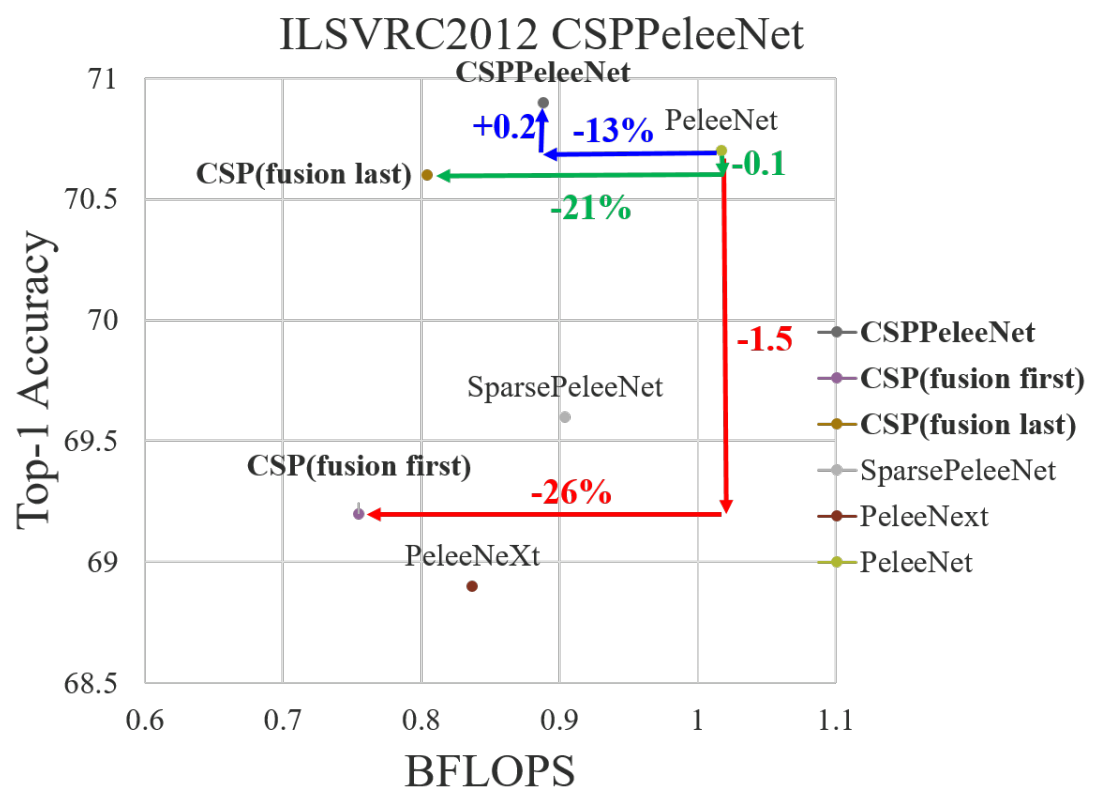 ILSVRC2012 CSPPeleeNet
71
CSPPeleeNet
+0.2
-13%
PeleeNet
-0.1
CSP(fusion last)
70.5
-21%
Top-1 Accuracy
70
-1.5
CSPPeleeNet
SparsePeleeNet
CSP(fusion first)
CSP(fusion last)
69.5
CSP(fusion first)
SparsePeleeNet
-26%
PeleeNext
PeleeNeXt
69
PeleeNet
68.5
0.6
0.7
0.8
0.9
1
1.1
BFLOPS